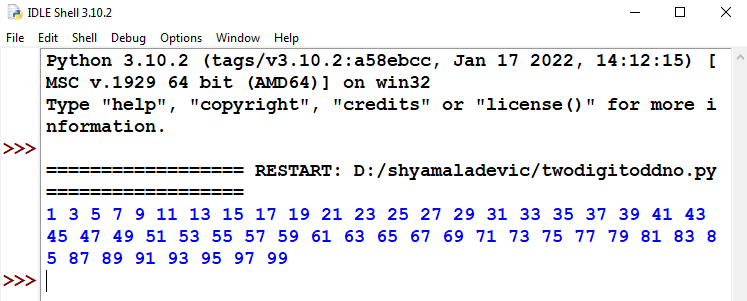 IDLE Shell 3.10.2
File Edit Shell Debug Options Window Help
Python 3.10.2 (tags/v3.10.2:a58ebcc, Jan 17 2022, 14:12:15) [
MSC v.1929 64 bit (AMD64)] on win32
Type "help", "copyright", "credits" or "license()" for more i
nformation.
>>>
================== RESTART: D:/shyamaladevic/twodigitoddno.py
==================
1 3 5 7 9 11 13 15 17 19 21 23 25 27 29 31 33 35 37 39 41 43
45 47 49 51 53 55 57 59 61 63 65 67 69 71 73 75 77 79 81 83 8
5 87 89 91 93 95 97 99
>>>